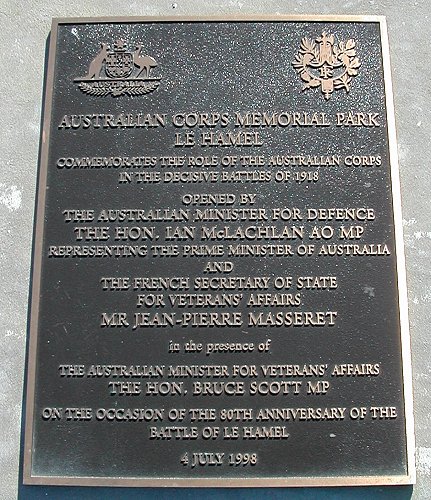 AUSTRALIA
AUSTRALIAN CORPS MEMORIAL PARK
LE HAMEL
COMMEMORATES THE ROLE OF THE AUSTRALIAN CORPS
IN THE DECISIVE BATTLES OF 1918
OPENED BY
THE AUSTRALIAN MINISTER FOR DEFENCE
THE HON. IAN McLACHLAN AO MP
REPRESENTING THE PRIME MINISTER OF AUSTRALIA
AND
THE FRENCH SECRETARY OF STATE
FOR VETERANS' AFFAIRS
MR JEAN-PIERRE MASSERET
in the presence of
THE AUSTRALIAN MINISTER FOR VETERANS' AFFAIRS
THE HON. BRUCE SCOTT MP
ON THE OCCASION OF THE 80TH ANNIVERSARY OF THE
BATTLE OF LE HAMEL
4 JULY 1998